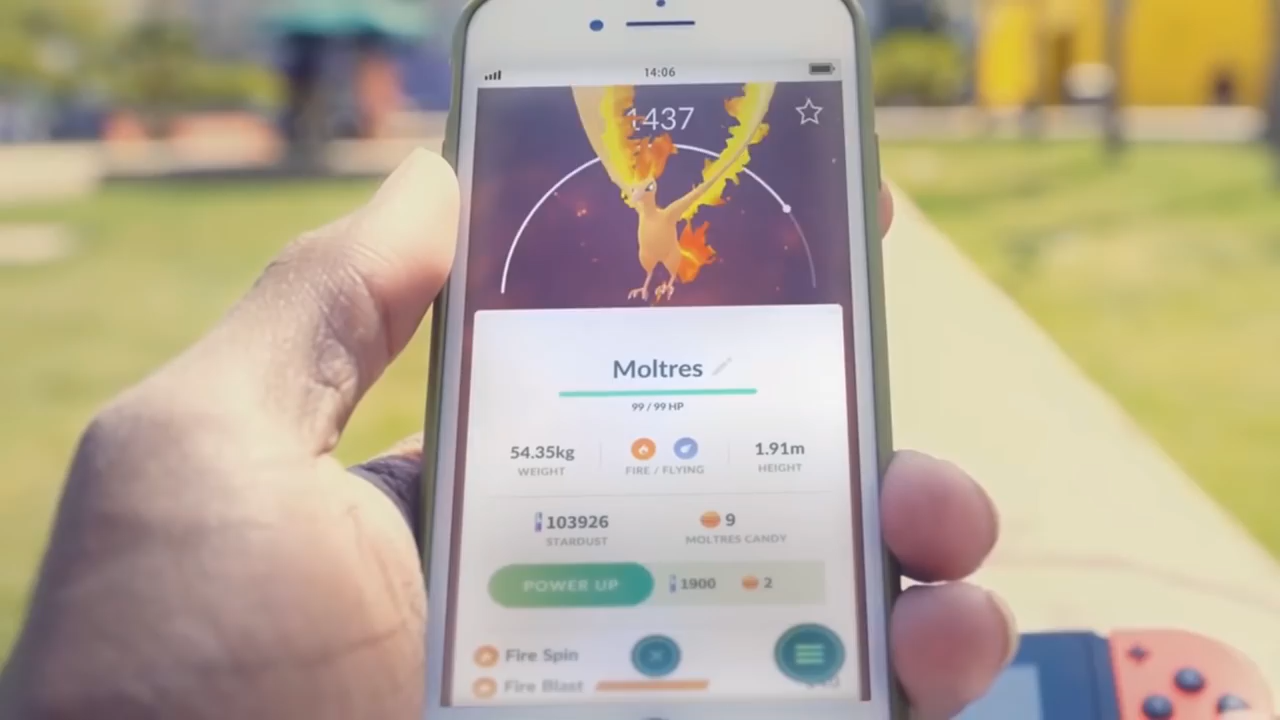 14:06
1437
Moltres
99 / 99 HP
54.35kg
WEIGHT
FIRE / FLYING
1.91m
HEIGHT
103926
STARDUST
9
MOLTRES CANDY
POWER UP
1900
2
Fire Spin
Fire Blast